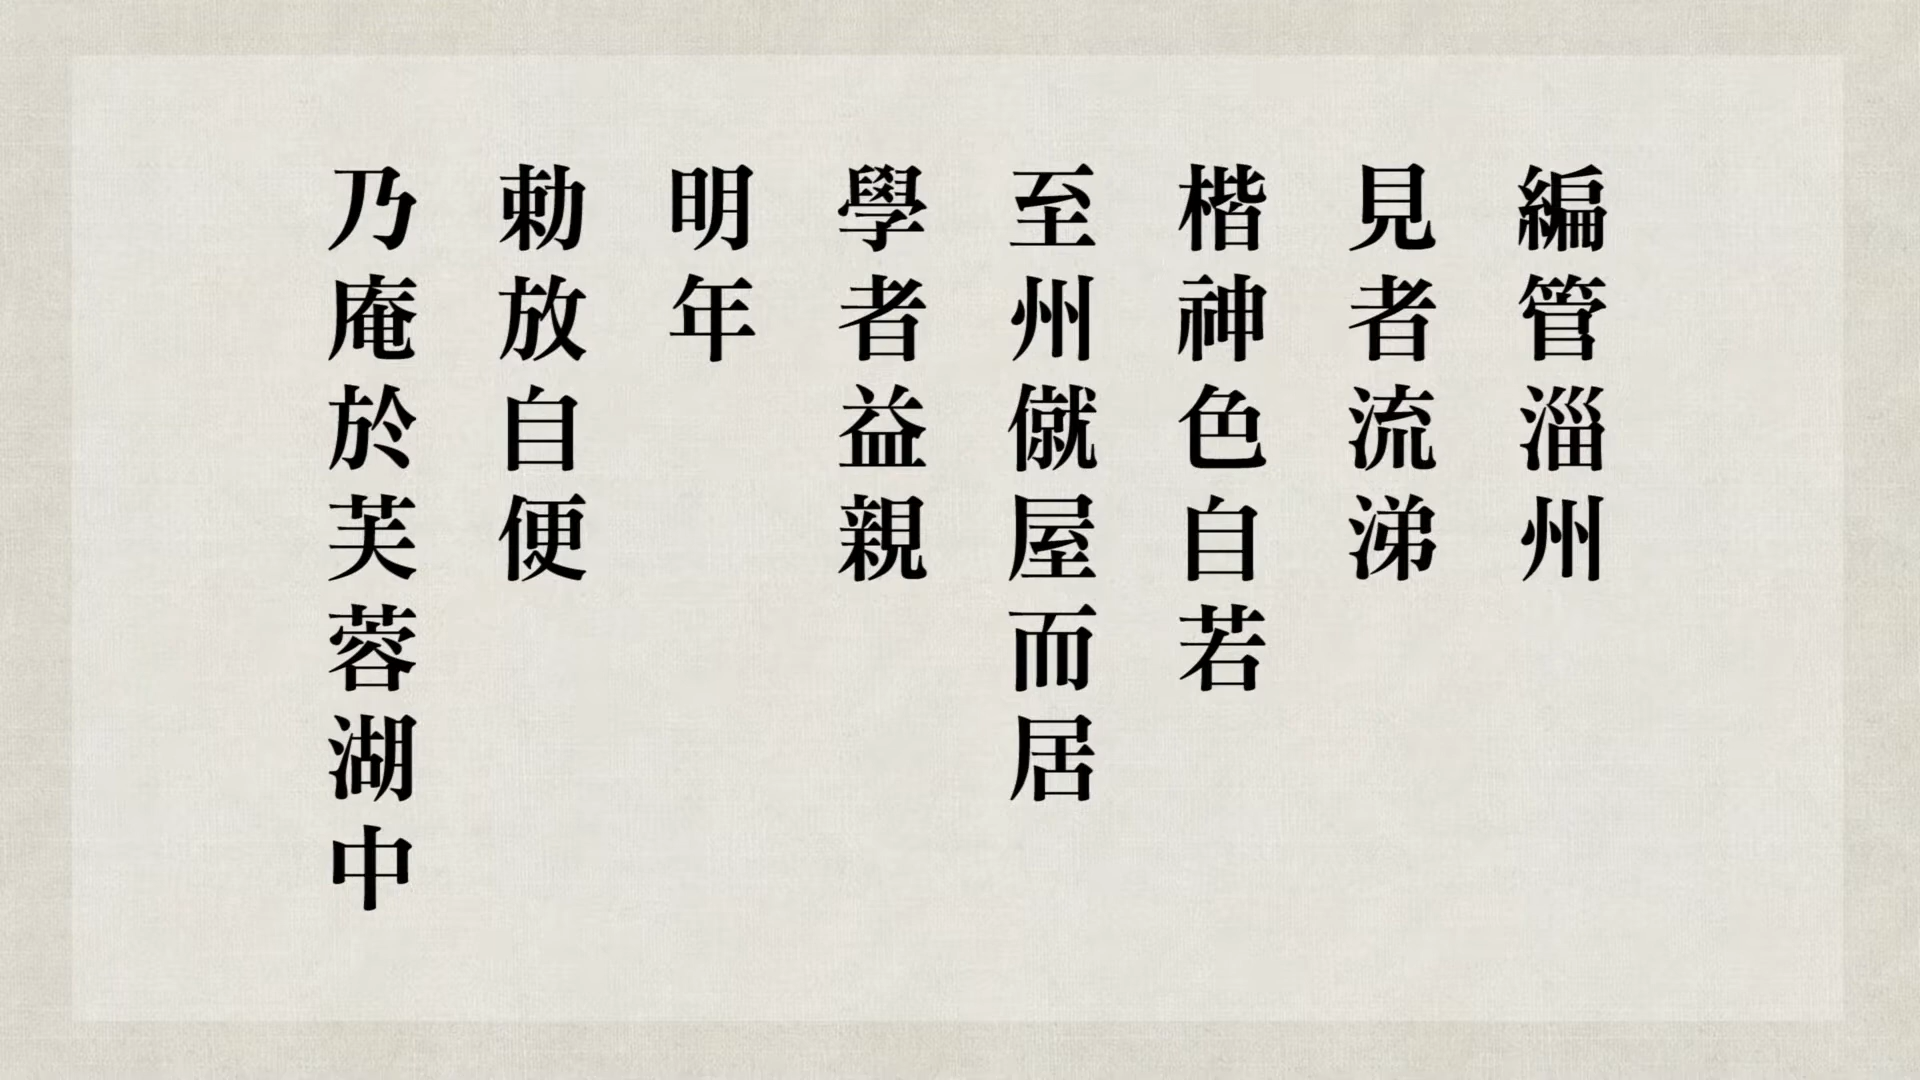 編管淄州
見者流涕
楷神色自若
至州僦屋而居
學者益親
明年
勅放自便
乃庵於芙蓉湖中